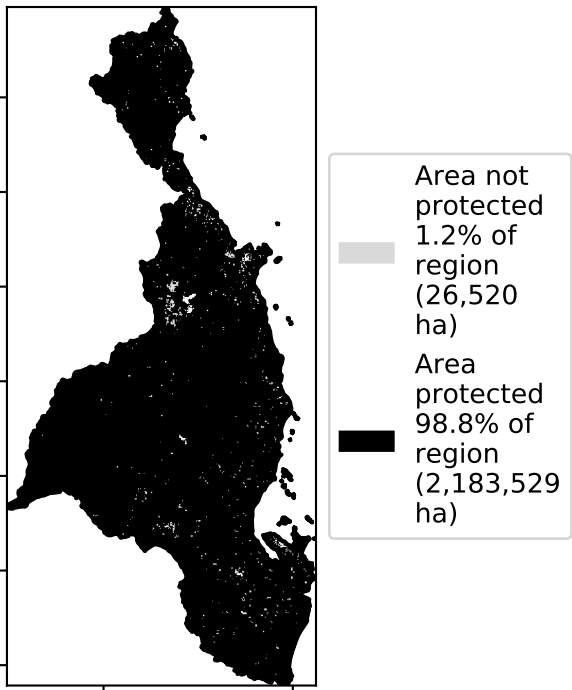 Area not
protected
1.2% of
region
(26,520
ha)
Area
protected
98.8% of
region
(2,183,529
ha)